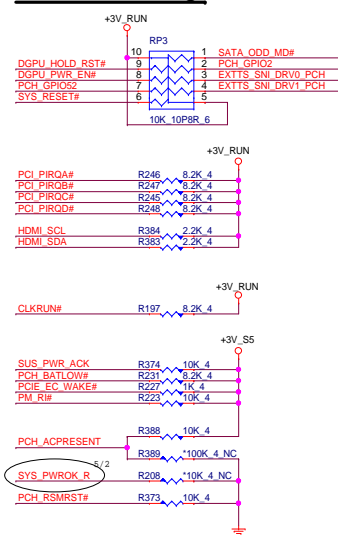 +3V_RUN
RP3
10 1 SATA_ODD_MD#
DGPU_HOLD_RST# 9 2 PCH_GPIO2
DGPU_PWR_EN# 8 3 EXTTS_SNI_DRV0_PCH
PCH_GPIO52 7 4 EXTTS_SNI_DRV1_PCH
SYS_RESET# 6 5
10K_10P8R_6
+3V_RUN
PCI_PIRQA# R246 8.2K_4
PCI_PIRQB# R247 8.2K_4
PCI_PIRQC# R245 8.2K_4
PCI_PIRQD# R248 8.2K_4
HDMI_SCL R384 2.2K_4
HDMI_SDA R383 2.2K_4
+3V_RUN
CLKRUN# R197 8.2K_4
+3V_S5
SUS_PWR_ACK R374 10K_4
PCH_BATLOW# R231 8.2K_4
PCIE_EC_WAKE# R227 1K_4
PM_RI# R223 10K_4
R388 10K_4
PCH_ACPRESENT
R389 *100K_4_NC
5/2
SYS_PWROK_R R208 *10K_4_NC
PCH_RSMRST# R373 10K_4